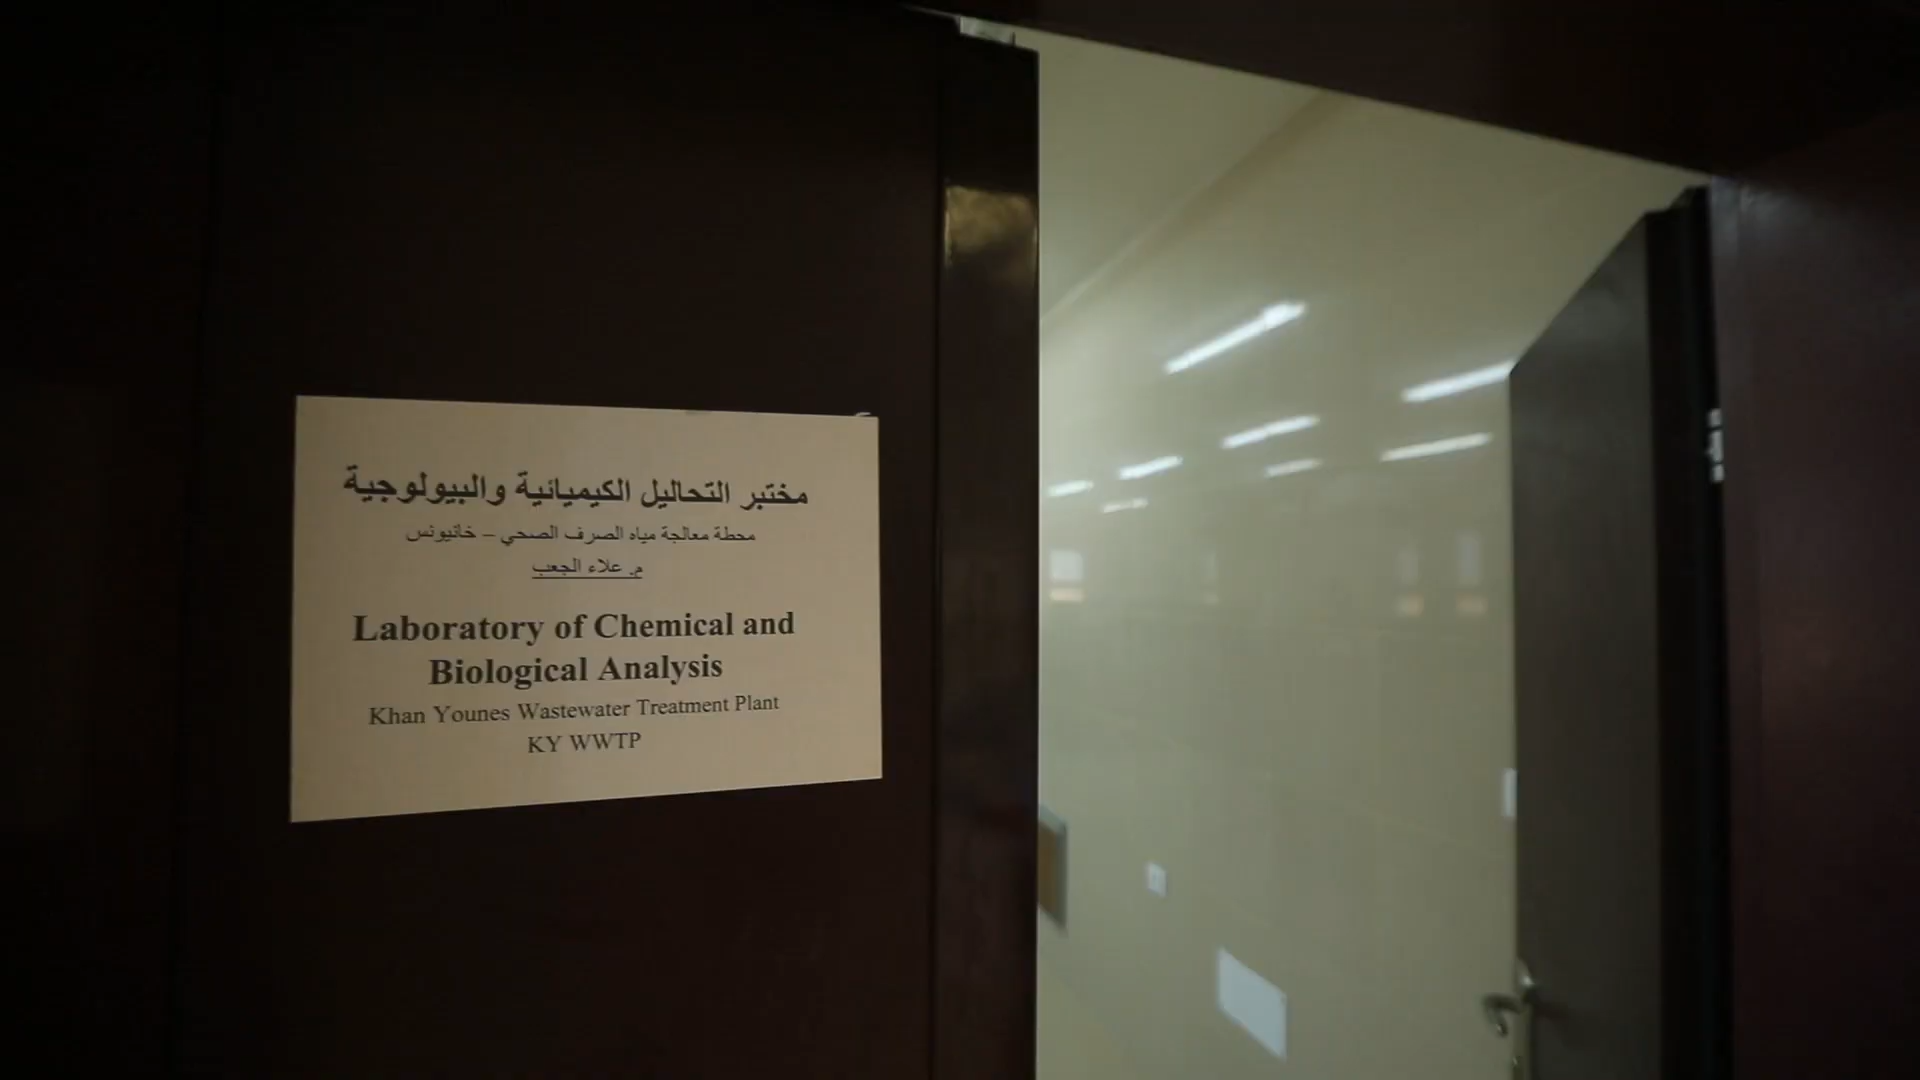 مختبر التحاليل الكيميائية والبيولوجية
محطة معالجة مياه الصرف الصحي – خانيونس
م. علاء الجعب
Laboratory of Chemical and
Biological Analysis
Khan Younes Wastewater Treatment Plant
KY WWTP